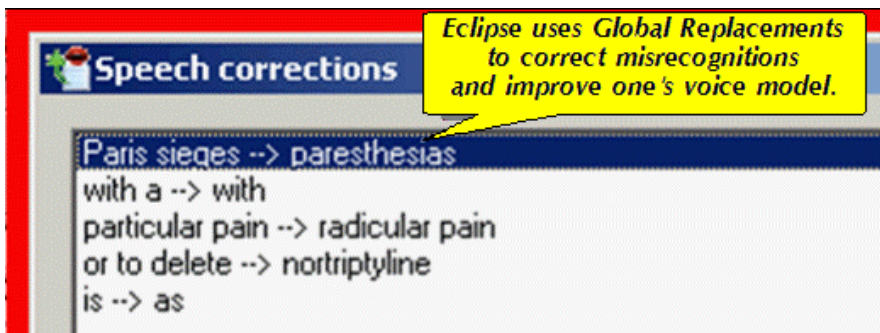 Eclipse uses Global Replacements
to correct misrecognitions
and improve one's voice model.
Speech corrections
Paris sieges --> paresthesias
with a --> with
particular pain --> radicular pain
or to delete --> nortriptyline
is --> as